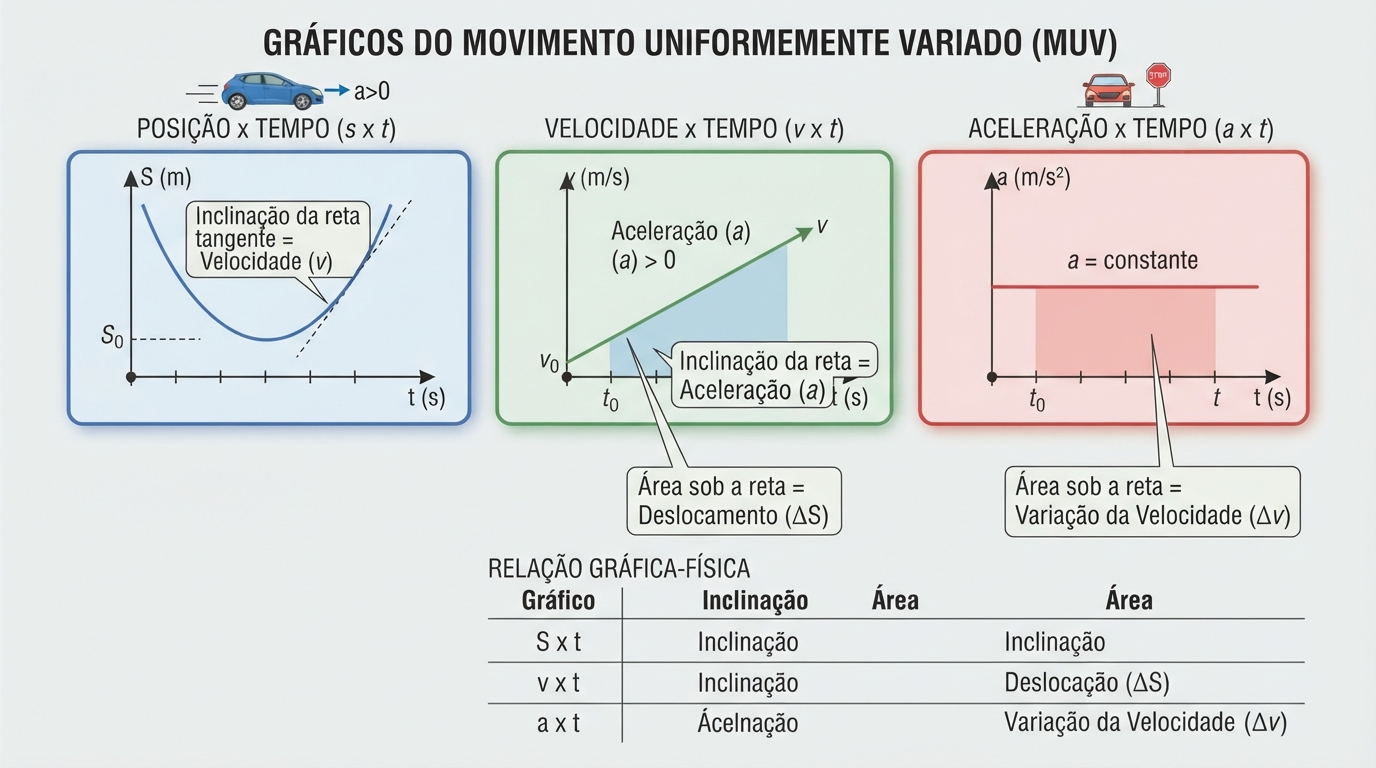 GRÁFICOS DO MOVIMENTO UNIFORMEMENTE VARIADO (MUV)
a>0
STOP
POSIÇÃO x TEMPO (s x t)
S (m)
Inclinação da reta
tangente =
Velocidade (v)
S₀
t (s)
VELOCIDADE x TEMPO (v x t)
v (m/s)
Aceleração (a)
(a) > 0
v
v₀
Inclinação da reta =
Aceleração (a)
t₀
t (s)
Área sob a reta =
Deslocamento (ΔS)
ACELERAÇÃO x TEMPO (a x t)
a (m/s²)
a = constante
t₀
t
t (s)
Área sob a reta =
Variação da Velocidade (Δv)
RELAÇÃO GRÁFICA-FÍSICA
Gráfico Inclinação Área Área
S x t Inclinação Inclinação
v x t Inclinação Deslocação (ΔS)
a x t Ácelnação Variação da Velocidade (Δv)